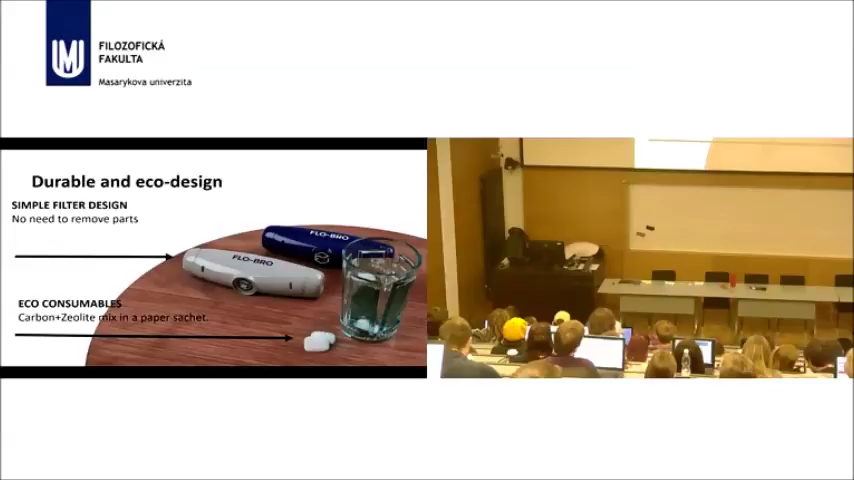 FILOZOFICKÁ
FAKULTA
Masarykova univerzita
Durable and eco-design
SIMPLE FILTER DESIGN
No need to remove parts
FLO-BRO
FLO-BRO
ECO CONSUMABLES
Carbon+Zeolite mix in a paper sachet.